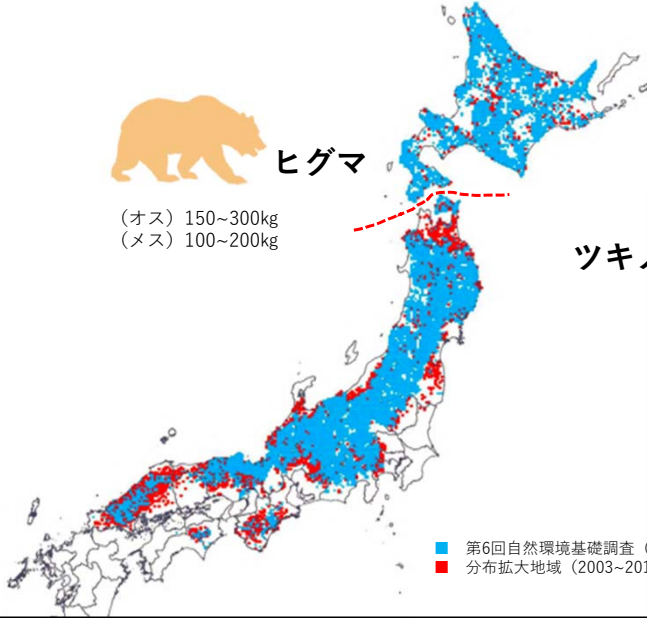 ヒグマ
（オス）150~300kg
（メス）100~200kg
ツキノ
第6回自然環境基礎調査（
分布拡大地域（2003~201